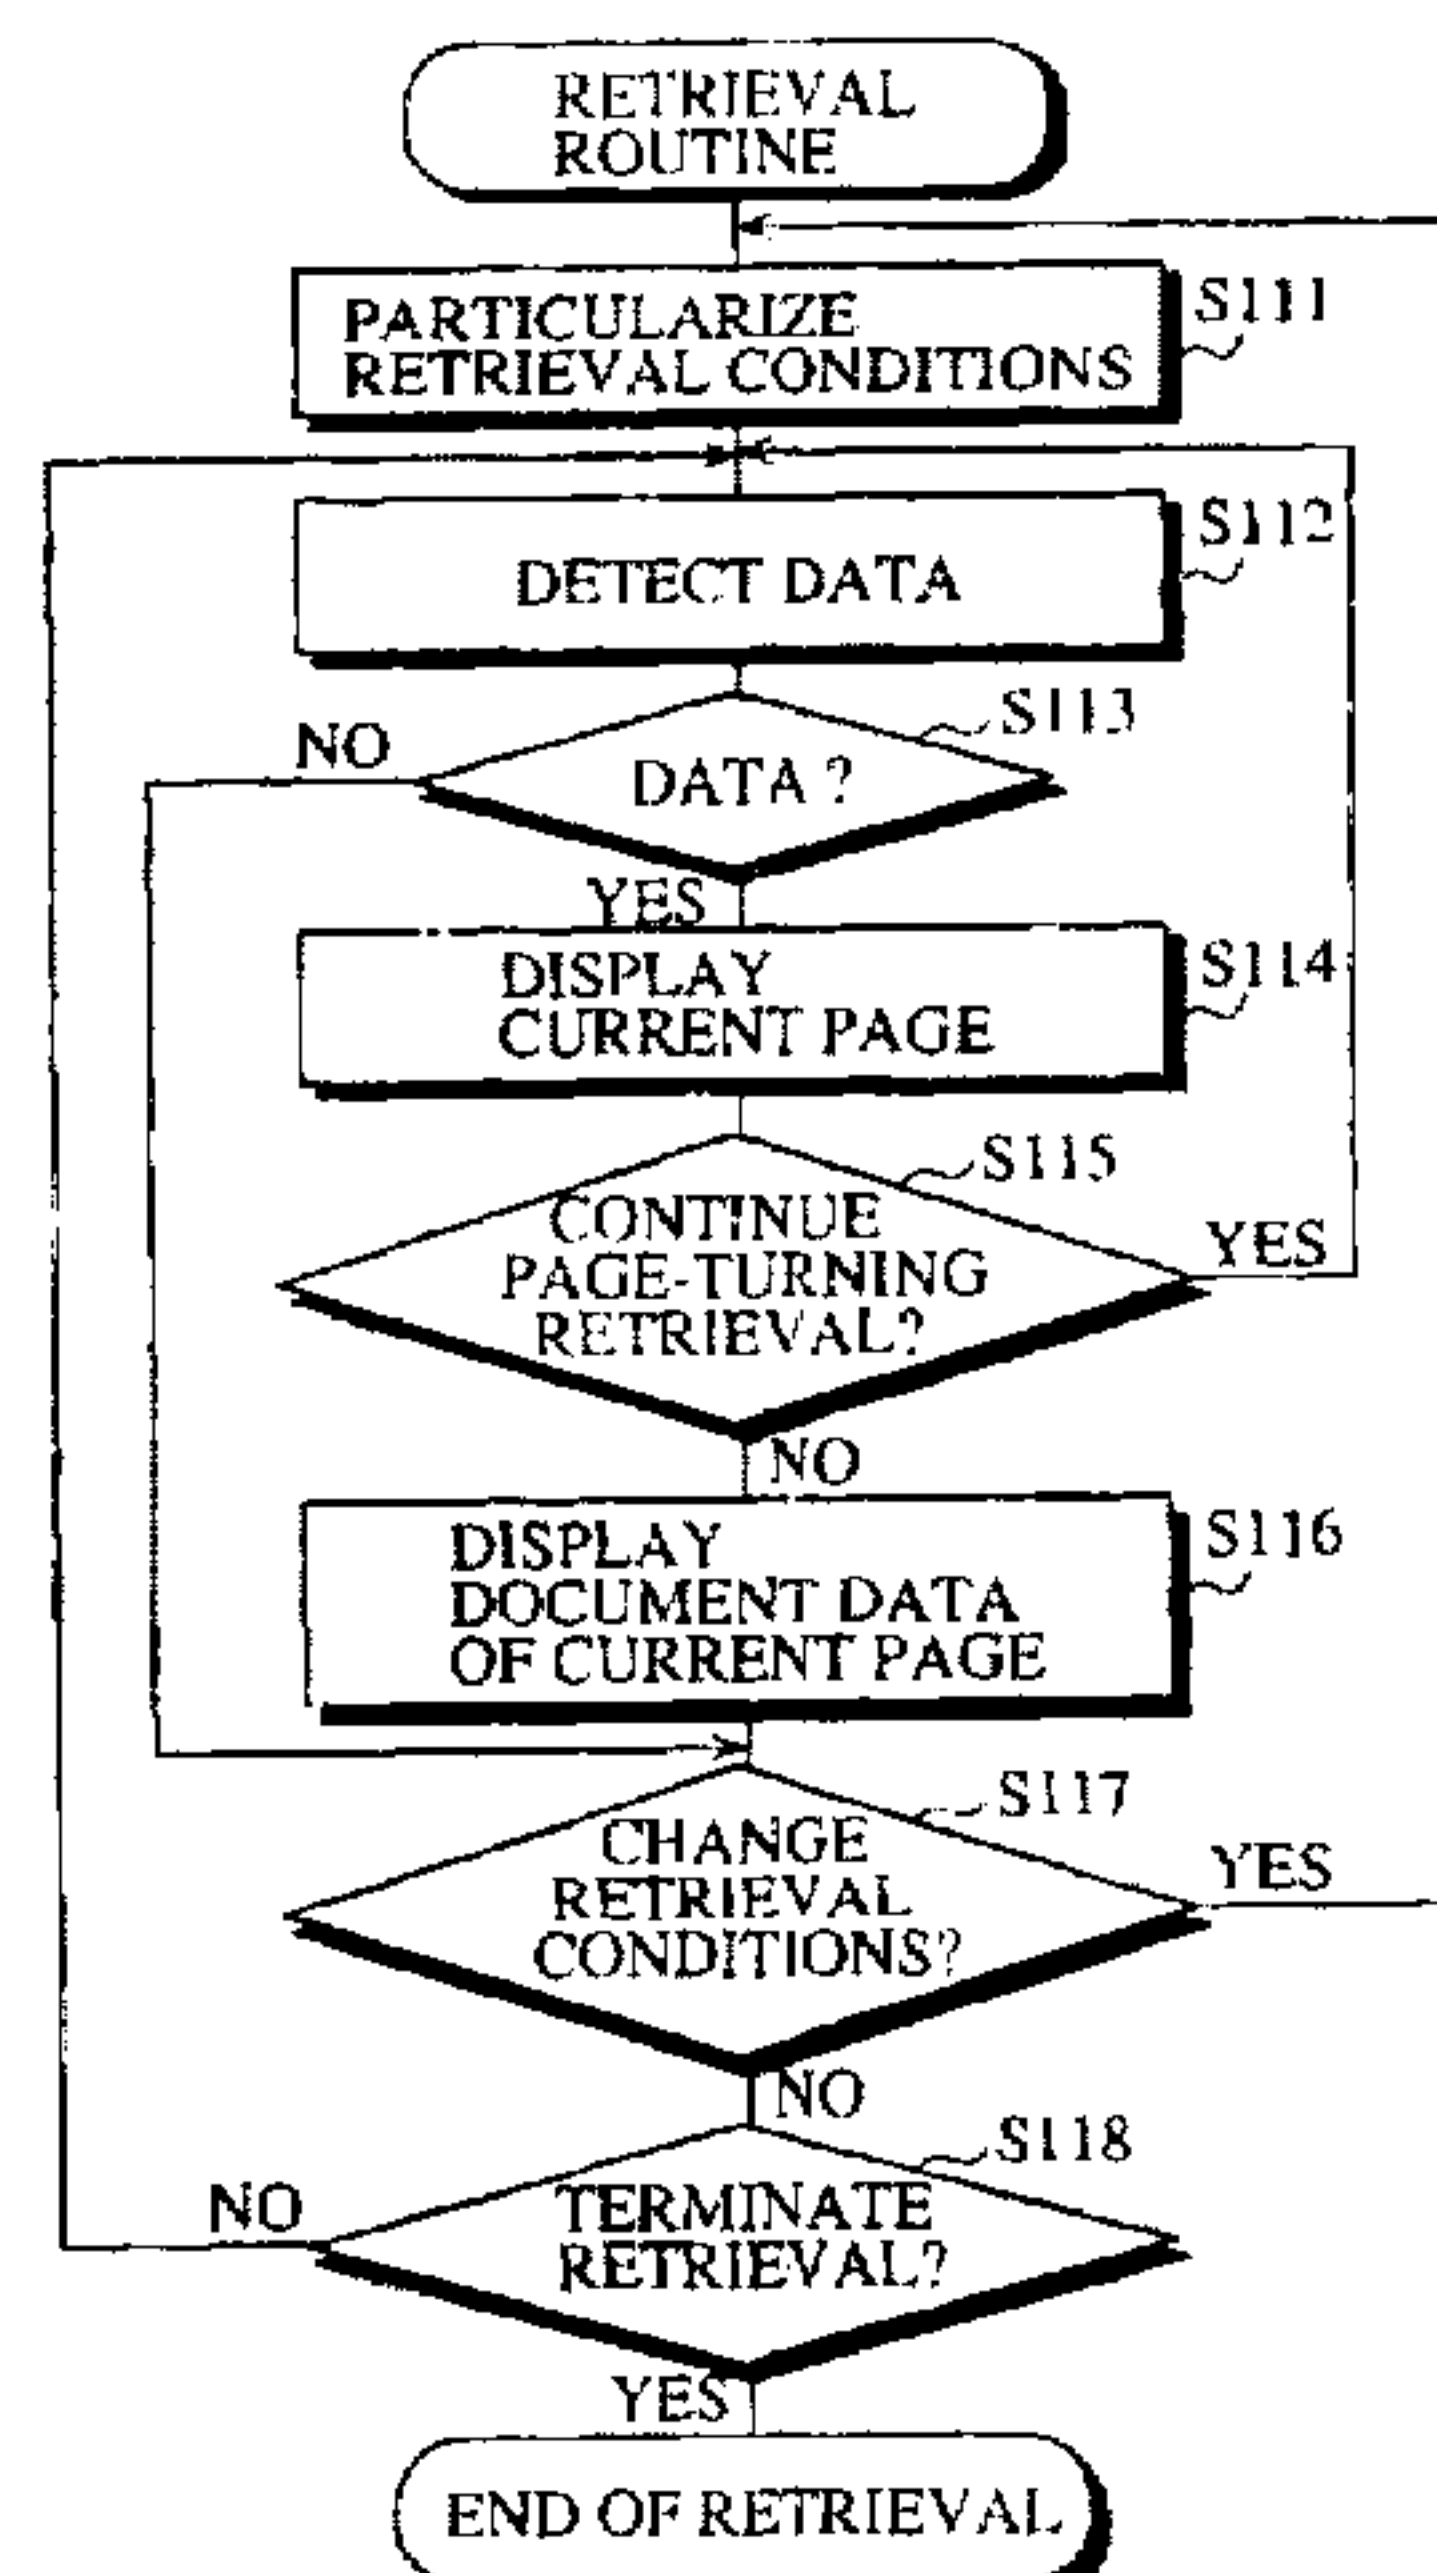 RETRIEVAL
ROUTINE
PARTICULARIZE
RETRIEVAL CONDITIONS
S111
DETECT DATA
S112
S113
NO
DATA ?
YES
DISPLAY
CURRENT PAGE
S114
S115
CONTINUE
PAGE-TURNING
RETRIEVAL?
YES
NO
DISPLAY
DOCUMENT DATA
OF CURRENT PAGE
S116
S117
CHANGE
RETRIEVAL
CONDITIONS?
YES
NO
S118
NO
TERMINATE
RETRIEVAL?
YES
END OF RETRIEVAL